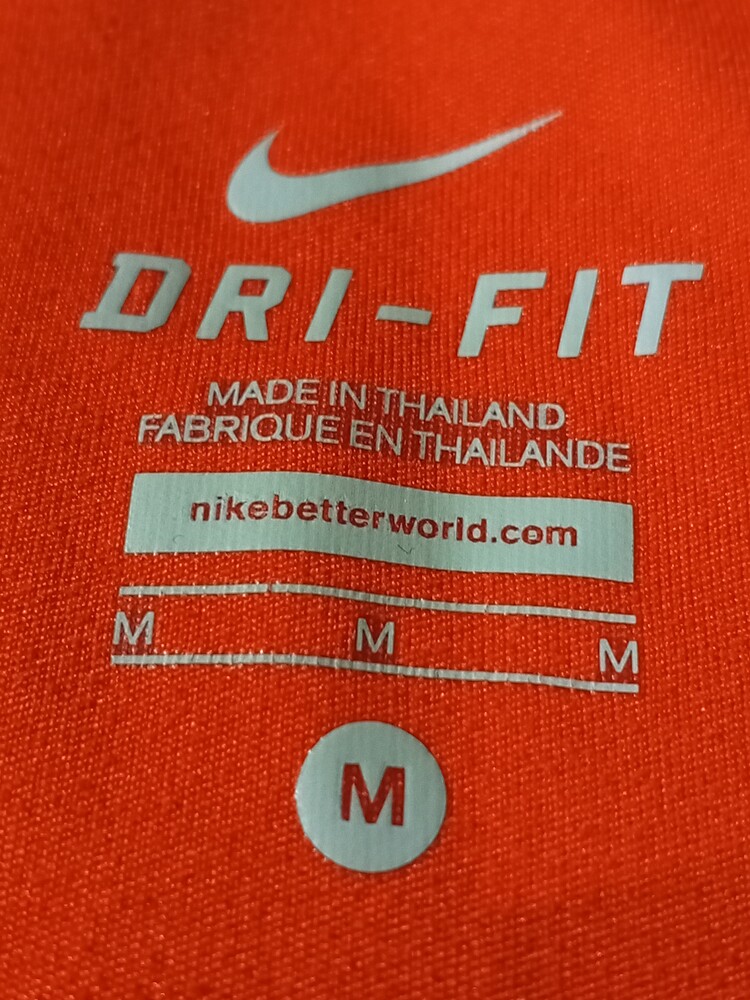 DRI-FIT
MADE IN THAILAND
FABRIQUE EN THAILANDE
nikebetterworld.com
M M M
M